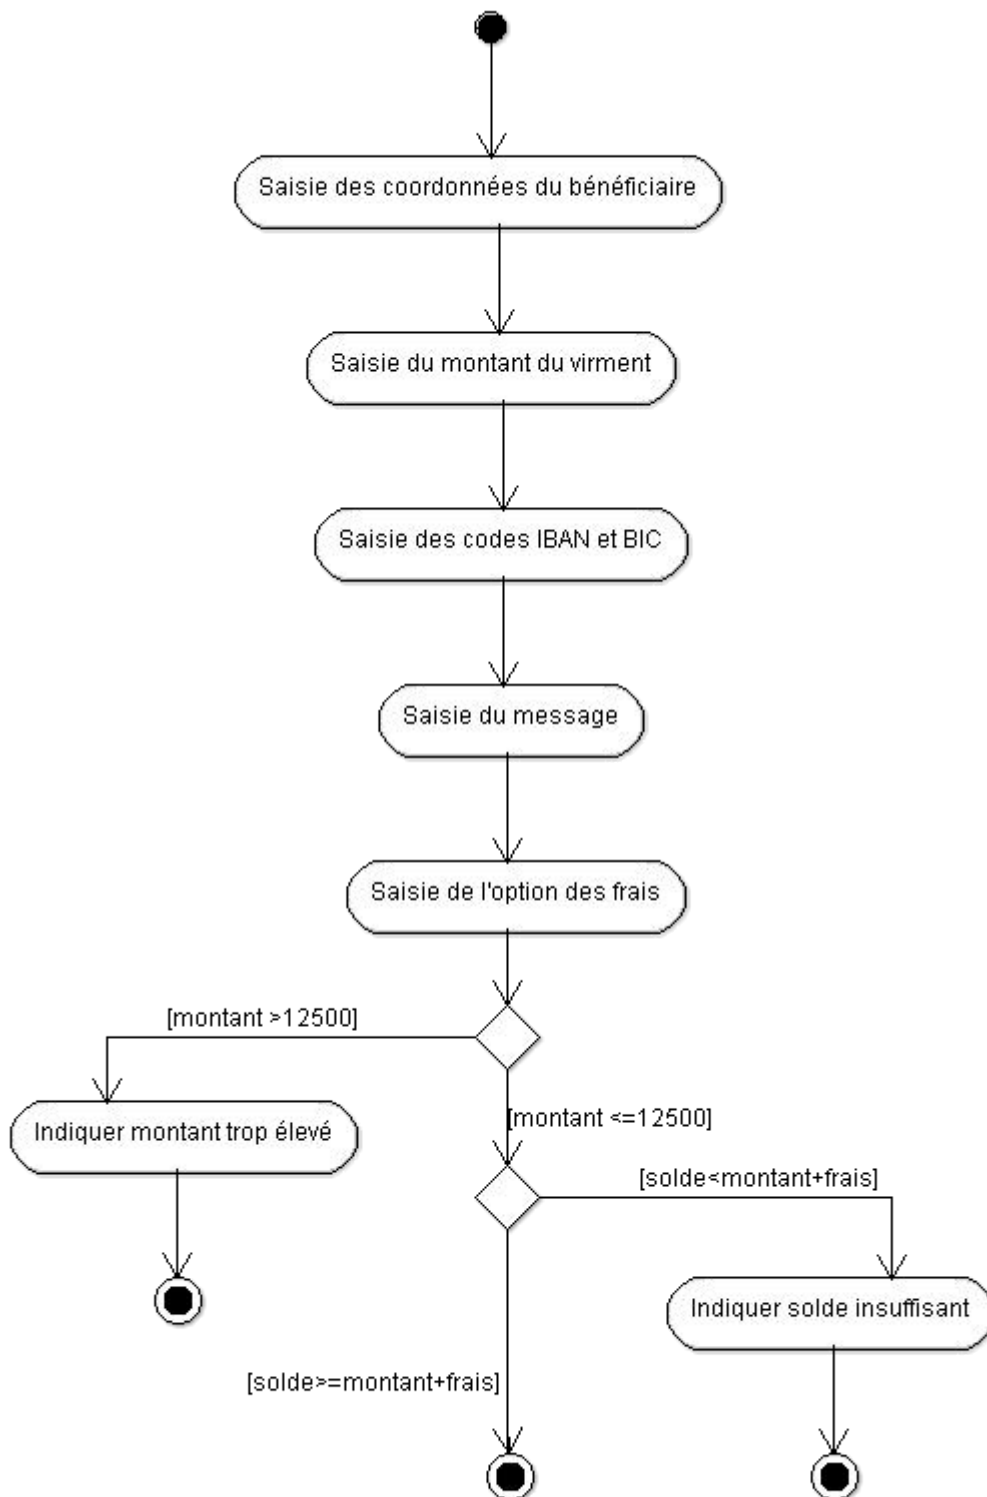 Saisie des coordonnées du bénéficiaire
Saisie du montant du virment
Saisie des codes IBAN et BIC
Saisie du message
Saisie de l'option des frais
[montant >12500]
Indiquer montant trop élevé
[montant <=12500]
[solde<montant+frais]
Indiquer solde insuffisant
[solde>=montant+frais]